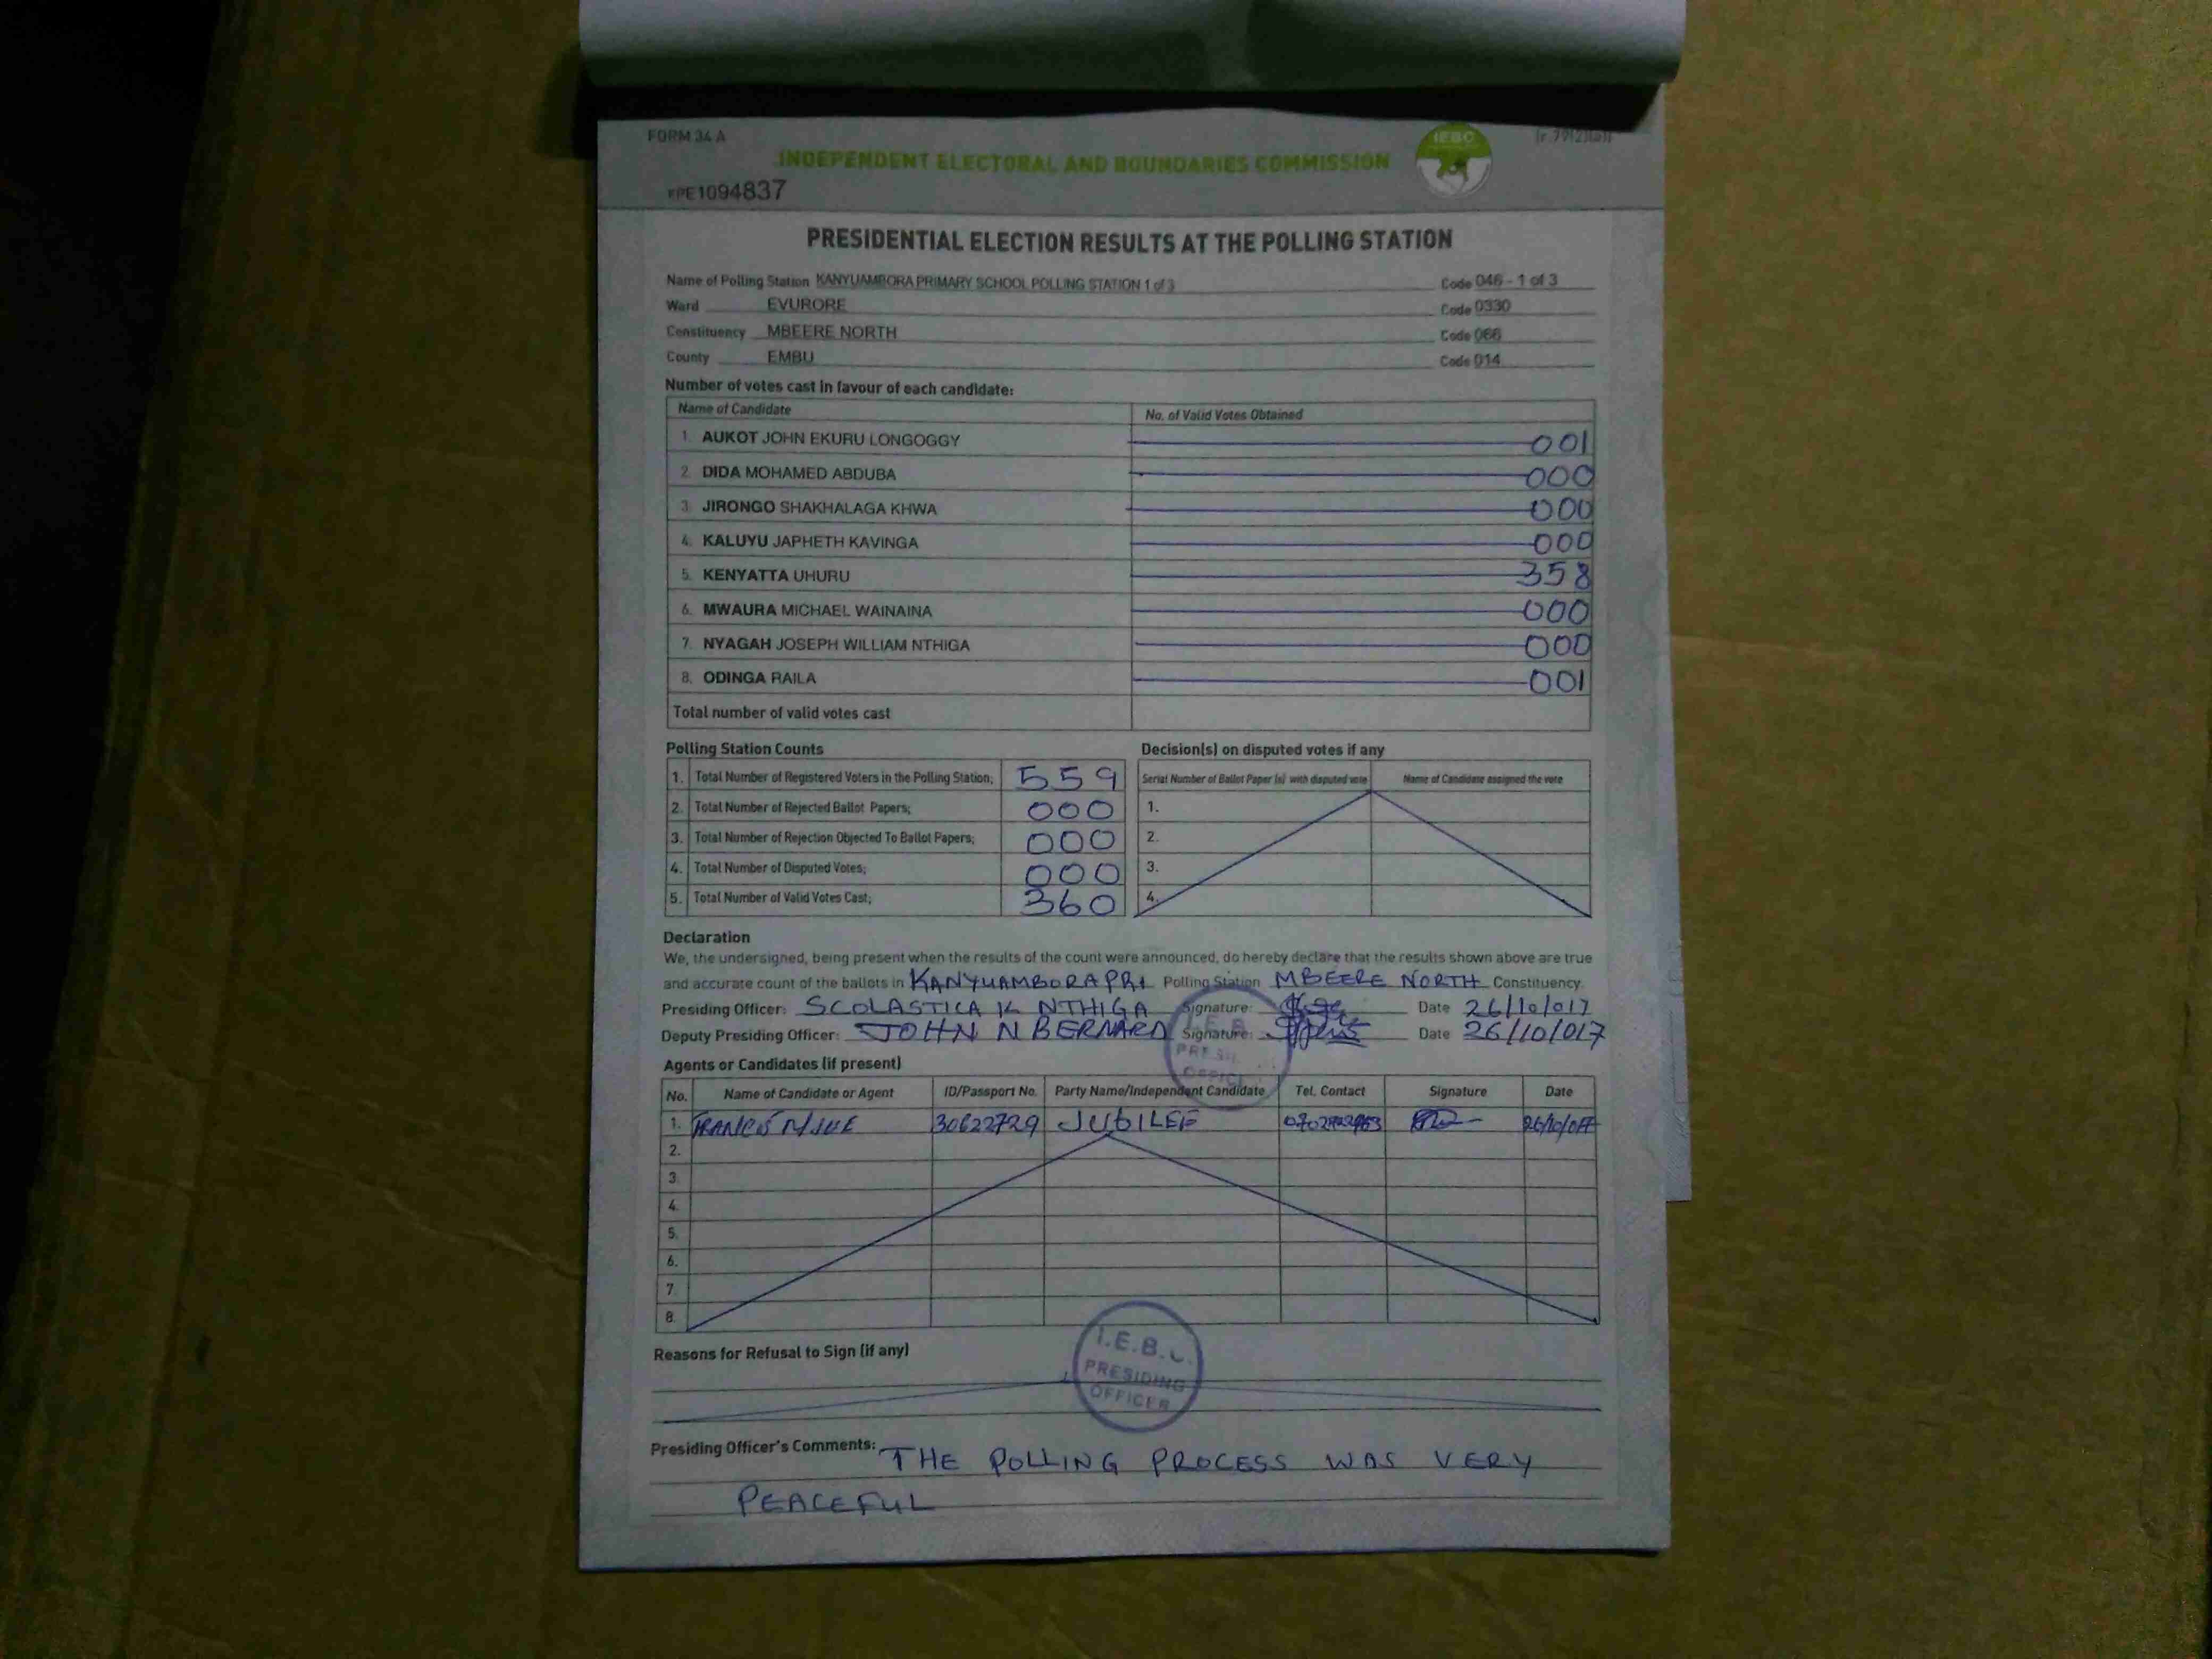 FORM 34 A
IEBC
INDEPENDENT ELECTORAL AND BOUNDARIES COMMISSION
KPE1094837
PRESIDENTIAL ELECTION RESULTS AT THE POLLING STATION
Name of Polling Station KANYUAMBORA PRIMARY SCHOOL POLLING STATION 1 of 3 Code 046 - 1 of 3
Ward EVURORE Code 0330
Constituency MBEERE NORTH Code 066
County EMBU Code 014
Number of votes cast in favour of each candidate:
Name of Candidate No. of Valid Votes Obtained
1. AUKOT JOHN EKURU LONGOGGY 001
2. DIDA MOHAMED ABDUBA 000
3. JIRONGO SHAKHALAGA KHWA 000
4. KALUYU JAPHETH KAVINGA 000
5. KENYATTA UHURU 358
6. MWAURA MICHAEL WAINAINA 000
7. NYAGAH JOSEPH WILLIAM NTHIGA 000
8. ODINGA RAILA 001
Total number of valid votes cast
Polling Station Counts Decision(s) on disputed votes if any
Serial Number of Ballot Paper (s) with disputed vote Name of Candidate assigned the vote
1. Total Number of Registered Voters in the Polling Station; 559
2. Total Number of Rejected Ballot Papers; 000 1.
3. Total Number of Rejection Objected To Ballot Papers; 000 2.
4. Total Number of Disputed Votes; 000 3.
5. Total Number of Valid Votes Cast; 360 4.
Declaration
We, the undersigned, being present when the results of the count were announced, do hereby declare that the results shown above are true
and accurate count of the ballots in KANYUAMBORA PRI Polling Station MBEERE NORTH Constituency
Presiding Officer: SCOLASTICA K NTHIGA Signature: Date 26/10/017
Deputy Presiding Officer: JOHN N BERNARD Signature: Date 26/10/017
Agents or Candidates (if present)
No. Name of Candidate or Agent ID/Passport No. Party Name/Independent Candidate Tel. Contact Signature Date
1. FRANCIS 30622729 JUBILEE
2.
3.
4.
5.
6.
7.
8.
Reasons for Refusal to Sign (if any)
I.E.B.C.
PRESIDING
OFFICER
Presiding Officer's Comments: THE POLLING PROCESS WAS VERY
PEACEFUL